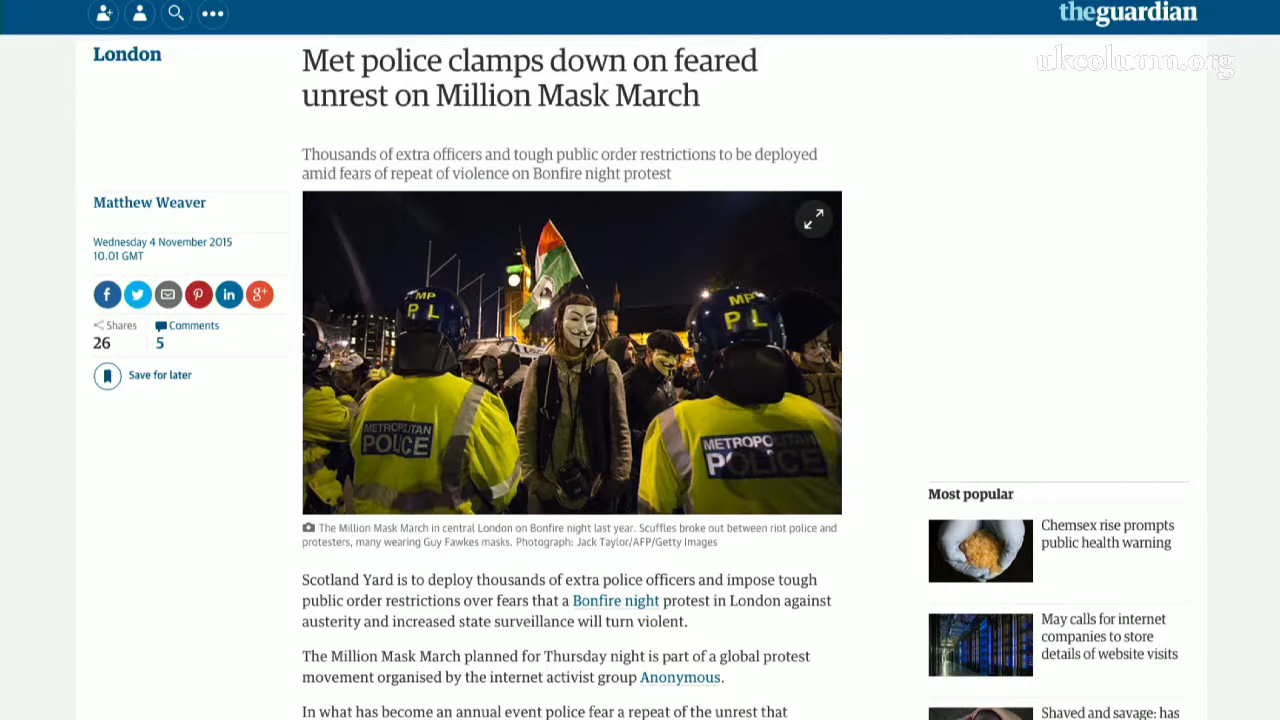 theguardian
ukcolumn.org
London
Met police clamps down on feared
unrest on Million Mask March
Thousands of extra officers and tough public order restrictions to be deployed
amid fears of repeat of violence on Bonfire night protest
Matthew Weaver
Wednesday 4 November 2015
10.01 GMT
f
in
g+
Shares
Comments
26
5
Save for later
MP
P L
MP
P L
METROPOLITAN
POLICE
METROPOLITAN
POLICE
The Million Mask March in central London on Bonfire night last year. Scuffles broke out between riot police and
protesters, many wearing Guy Fawkes masks. Photograph: Jack Taylor/AFP/Getty Images
Scotland Yard is to deploy thousands of extra police officers and impose tough
public order restrictions over fears that a Bonfire night protest in London against
austerity and increased state surveillance will turn violent.
The Million Mask March planned for Thursday night is part of a global protest
movement organised by the internet activist group Anonymous.
In what has become an annual event police fear a repeat of the unrest that
Most popular
Chemsex rise prompts
public health warning
May calls for internet
companies to store
details of website visits
Shaved and savage: has